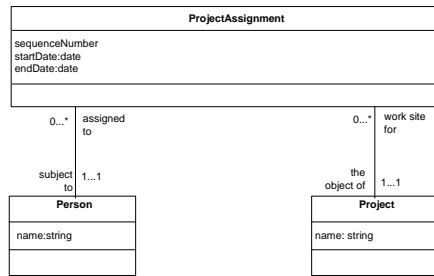 ProjectAssignment
sequenceNumber
startDate:date
endDate:date
0...*
assigned
to
0...*
work site
for
subject
to
1...1
the
object of
1...1
Person
name:string
Project
name: string